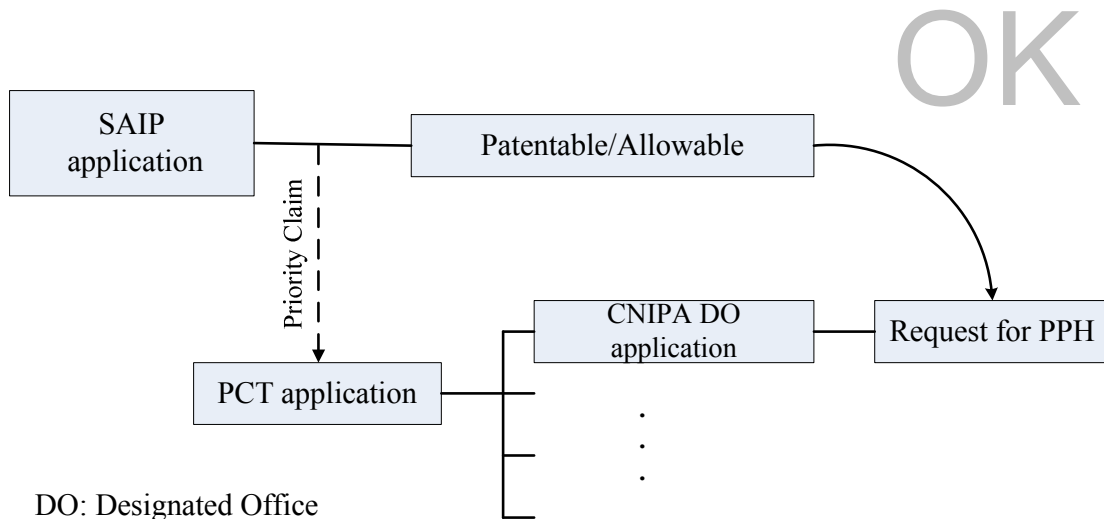 OK
SAIP
application
Patentable/Allowable
Priority Claim
CNIPA DO
application
Request for PPH
PCT application
.
.
.
DO: Designated Office